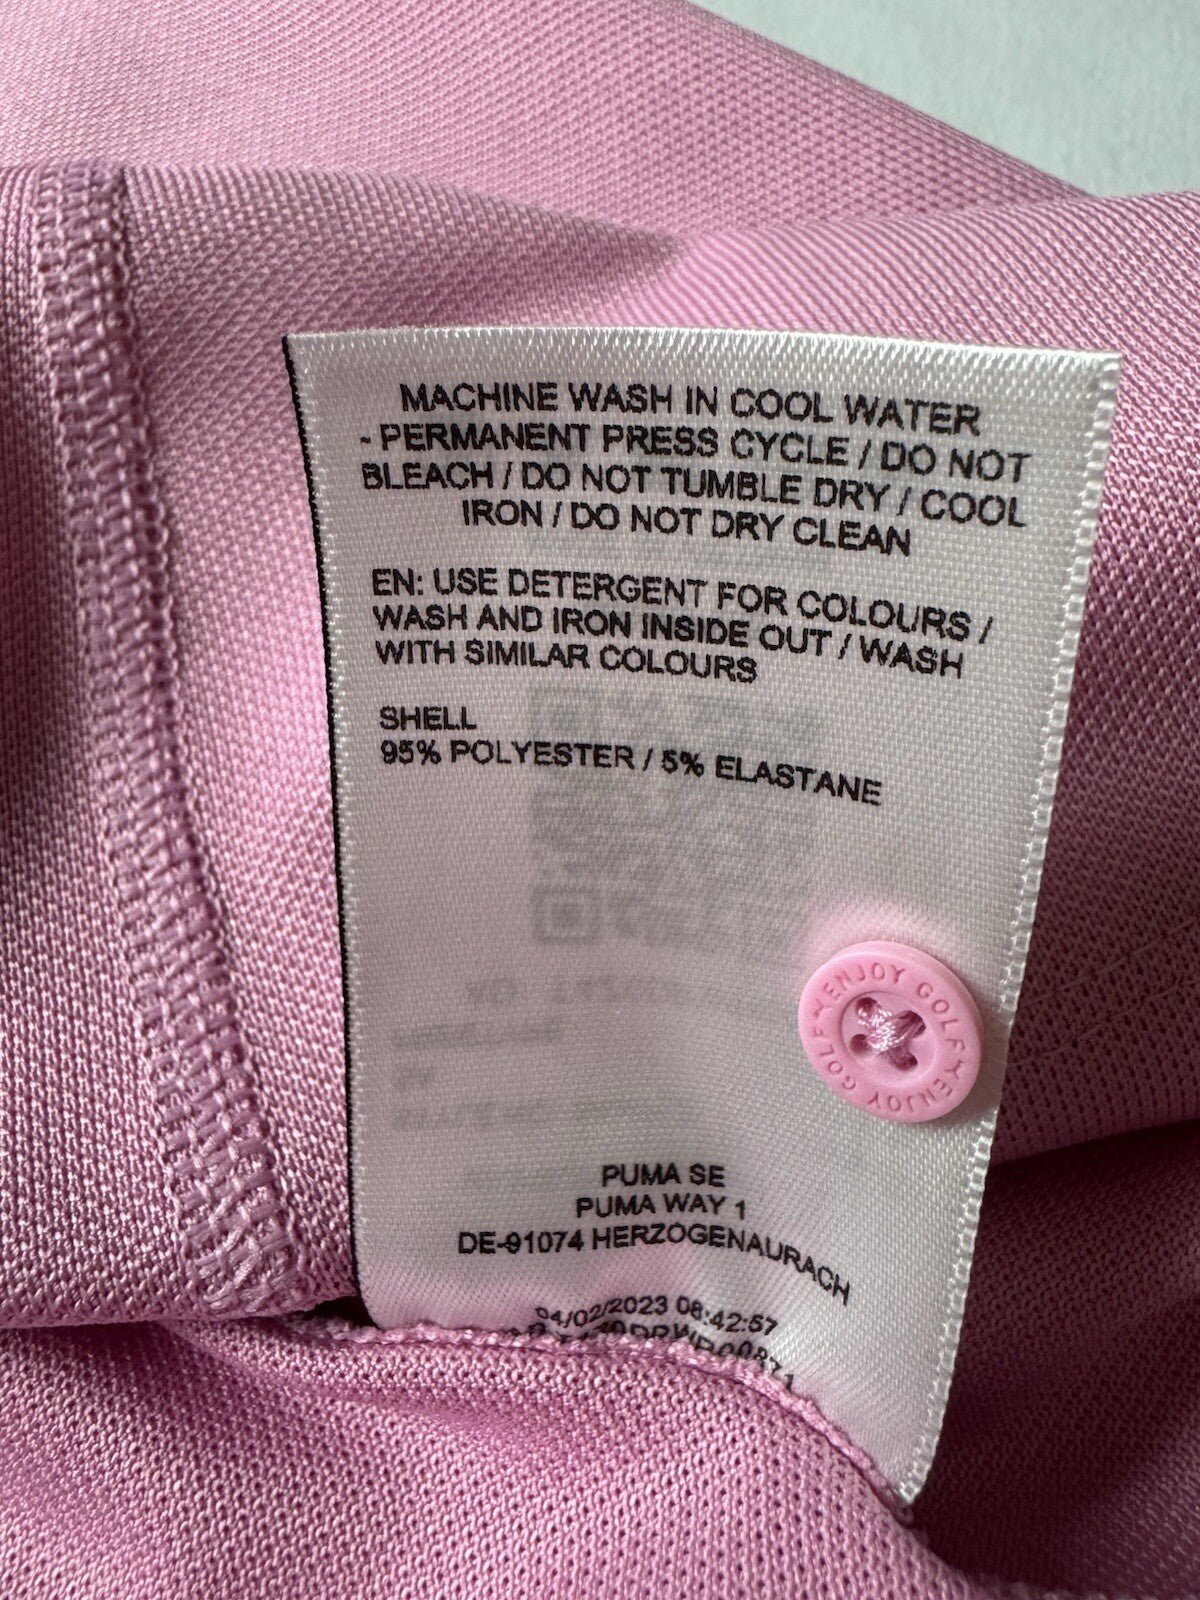 MACHINE WASH IN COOL WATER
- PERMANENT PRESS CYCLE / DO NOT
BLEACH / DO NOT TUMBLE DRY / COOL
IRON / DO NOT DRY CLEAN
EN: USE DETERGENT FOR COLOURS /
WASH AND IRON INSIDE OUT / WASH
WITH SIMILAR COLOURS
SHELL
95% POLYESTER / 5% ELASTANE
ENJOY GOLF ENJOY GOLF
PUMA SE
PUMA WAY 1
DE-91074 HERZOGENAURACH
04/02/2023 08:42:57